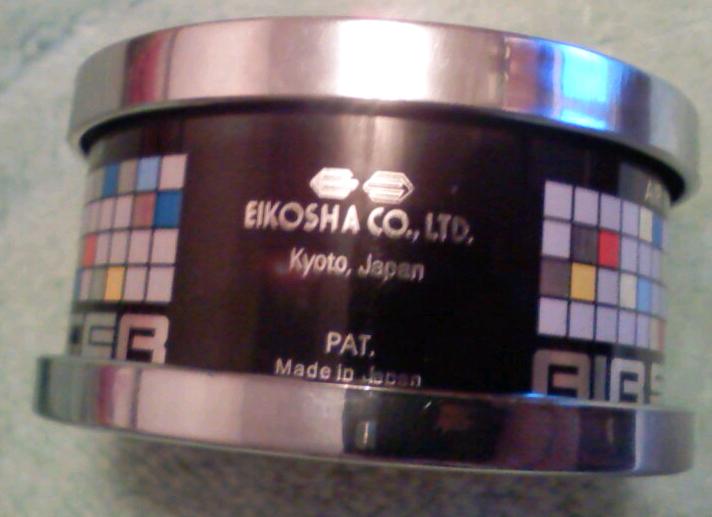 EIKOSHA CO., LTD.
Kyoto, Japan
PAT.
Made in Japan